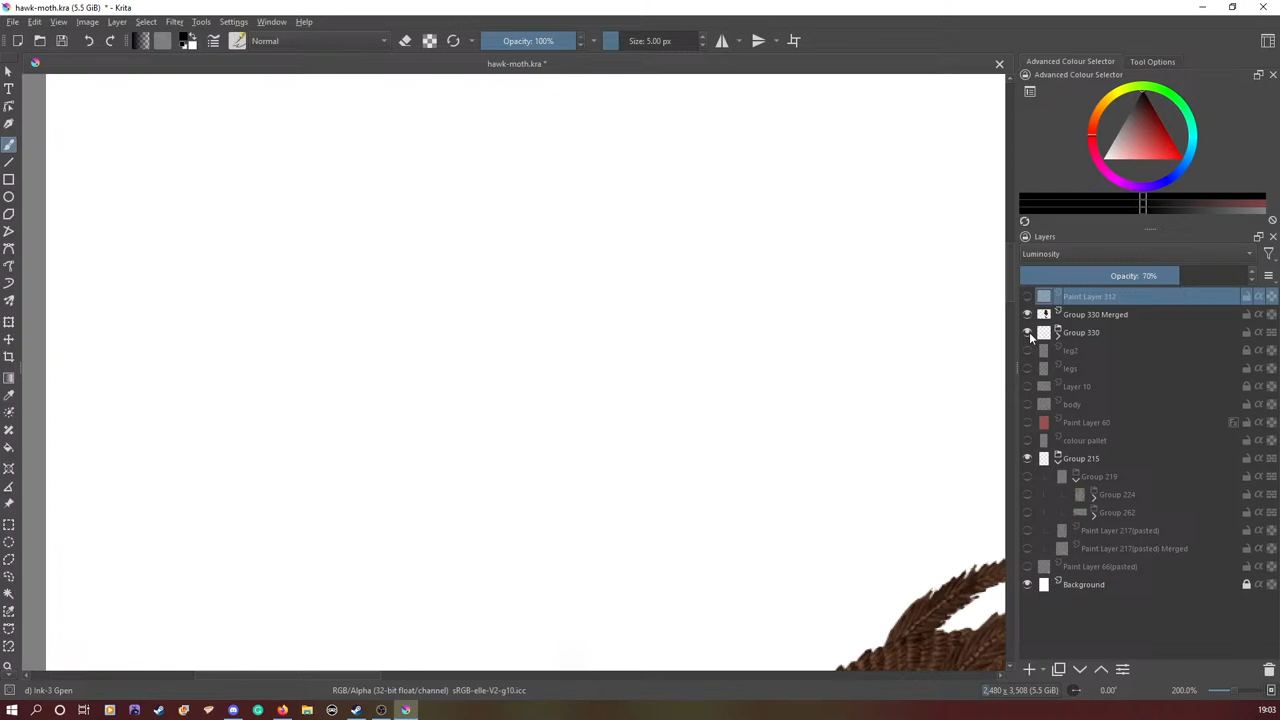 hawk-moth.kra (5.5 GiB) * - Krita
File Edit View Image Layer Select Filter Tools Settings Window Help
Normal Opacity: 100% Size: 5.00 px
hawk-moth.kra *
Advanced Colour Selector Tool Options
Advanced Colour Selector
Layers
Luminosity
Opacity: 70%
Paint Layer 312
Group 330 Merged
Group 330
leg2
legs
Layer 10
body
Paint Layer 60
colour pallet
Group 215
Group 219
Group 224
Group 262
Paint Layer 217(pasted)
Paint Layer 217(pasted) Merged
Paint Layer 66(pasted)
Background
d) Ink-3 Gpen RGB/Alpha (32-bit float/channel) sRGB-elle-V2-g10.icc 2,480 x 3,508 (5.5 GiB) 0.00° 200.0%
19:03